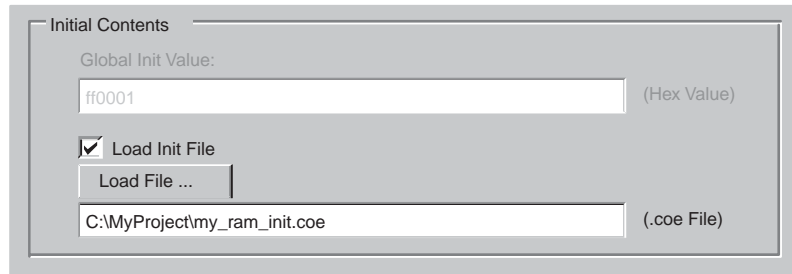 Initial Contents
Global Init Value:
ff0001 (Hex Value)
Load Init File
Load File ...
C:\MyProject\my_ram_init.coe (.coe File)